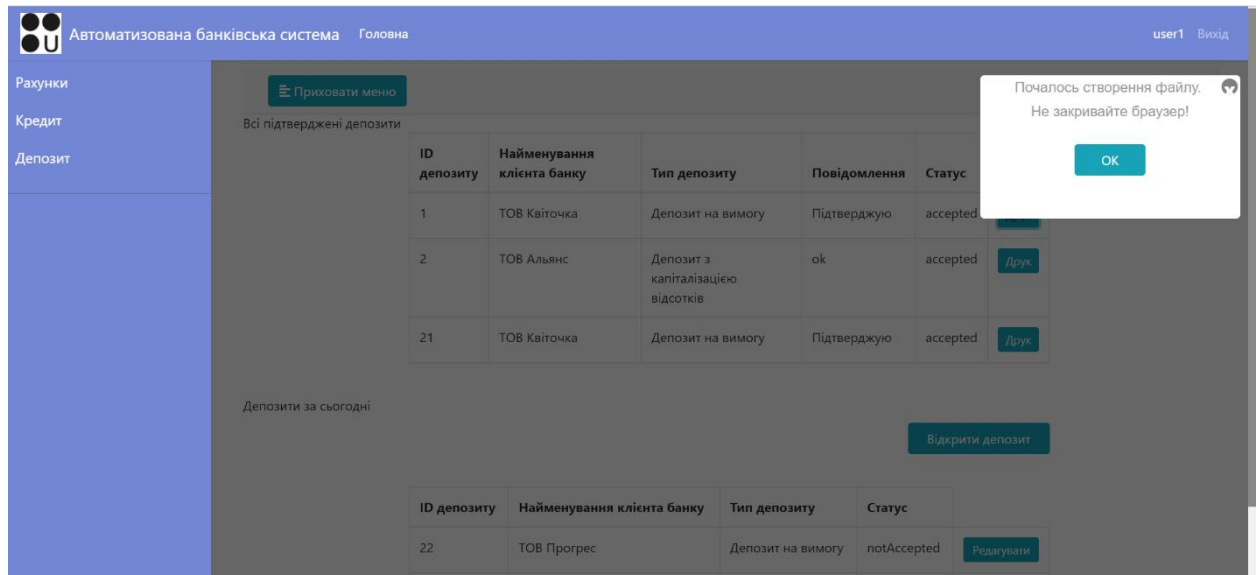 Автоматизована банківська система Головна user1 Вихід
Рахунки
Кредит
Депозит
Приховати меню
Почалось створення файлу.
Не закривайте браузер!
OK
Всі підтверджені депозити
ID депозиту Найменування клієнта банку Тип депозиту Повідомлення Статус
1 ТОВ Квіточка Депозит на вимогу Підтверджую accepted
2 ТОВ Альянс Депозит з капіталізацією відсотків ok accepted Друк
21 ТОВ Квіточка Депозит на вимогу Підтверджую accepted Друк
Депозити за сьогодні
Відкрити депозит
ID депозиту Найменування клієнта банку Тип депозиту Статус
22 ТОВ Прогрес Депозит на вимогу notAccepted Редагувати